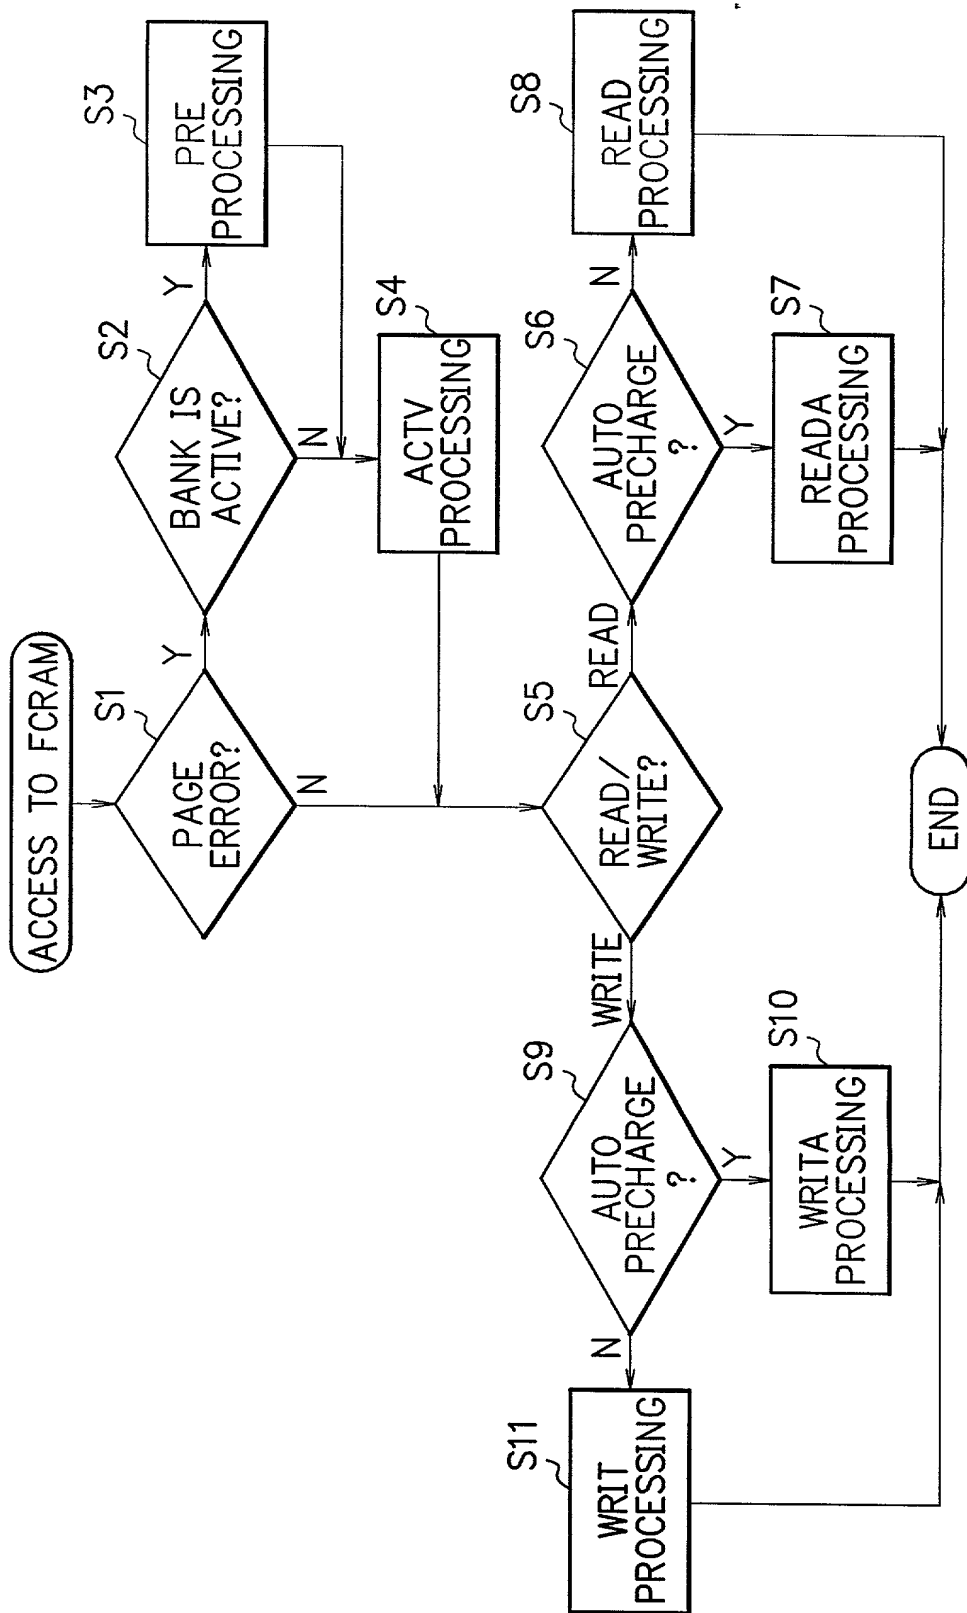 ACCESS TO FCRAM
S1
PAGE
ERROR?
Y
N
S2
BANK IS
ACTIVE?
Y
N
S3
PRE
PROCESSING
S4
ACTV
PROCESSING
S5
READ/
WRITE?
READ
WRITE
S6
AUTO
PRECHARGE
?
N
Y
S8
READ
PROCESSING
S7
READA
PROCESSING
S9
AUTO
PRECHARGE
?
Y
N
S10
WRITA
PROCESSING
S11
WRIT
PROCESSING
END